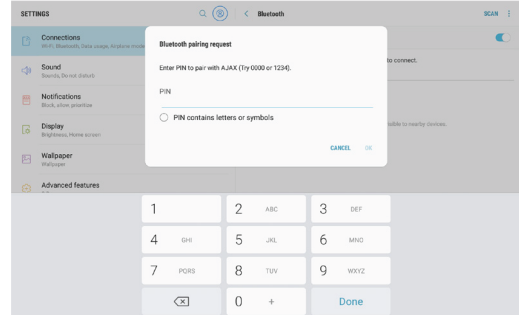 SETTINGS
Bluetooth
SCAN
Connections
Wi-Fi, Bluetooth, Data usage, Airplane mode
Sound
Sounds, Do not disturb
Notifications
Block, allow, prioritize
Display
Brightness, Home screen
Wallpaper
Wallpaper
Advanced features
to connect.
visible to nearby devices.
Bluetooth pairing request
Enter PIN to pair with AJAX (Try 0000 or 1234).
PIN
PIN contains letters or symbols
CANCEL OK
1 2 ABC 3 DEF
4 GHI 5 JKL 6 MNO
7 PQRS 8 TUV 9 WXYZ
0 + Done